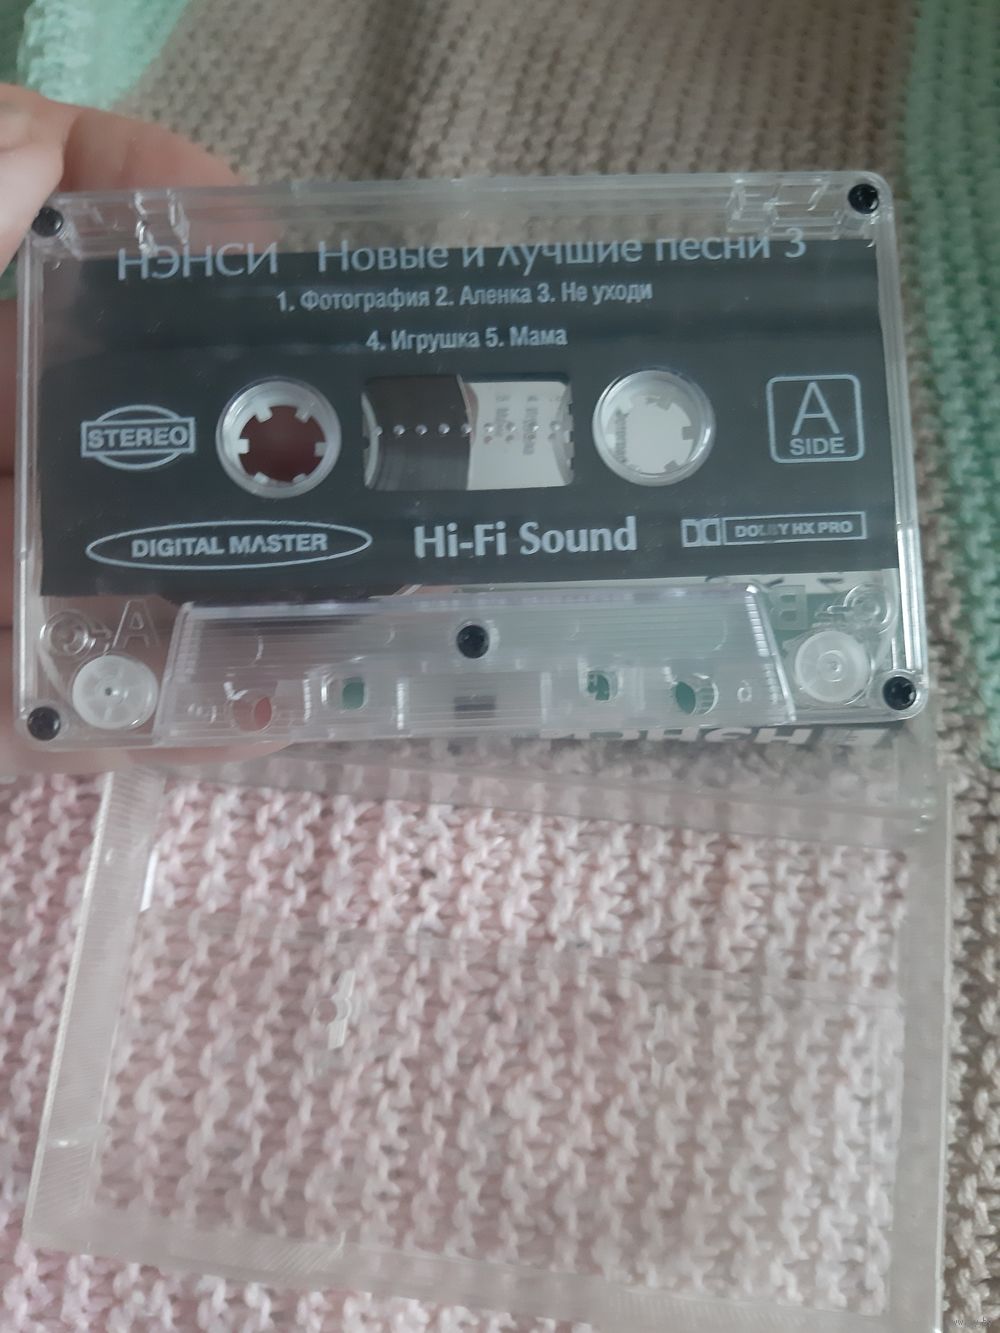 НЭНСИ Новые и лучшие песни 3
1. Фотография 2. Аленка 3. Не уходи
4. Игрушка 5. Мама
STEREO
A
SIDE
DIGITAL MASTER
Hi-Fi Sound
DOLBY HX PRO
A
B
НЭНСИ